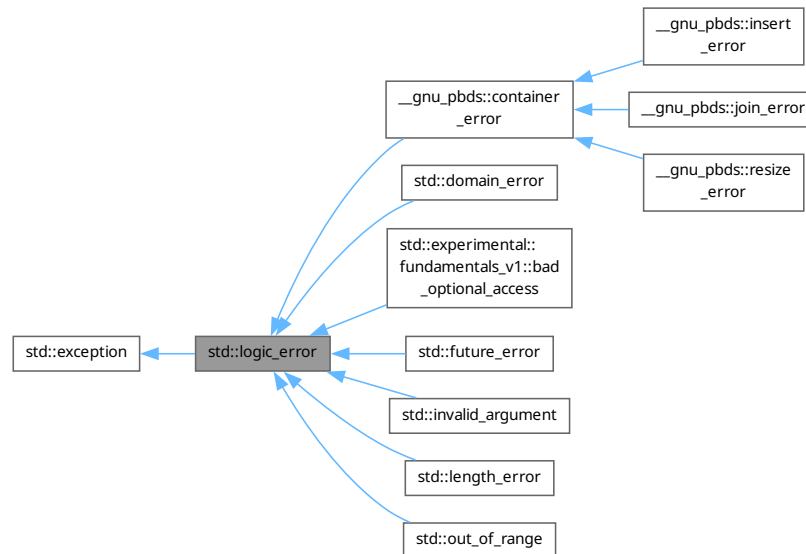 __gnu_pbds::insert
_error
__gnu_pbds::container
_error
__gnu_pbds::join_error
__gnu_pbds::resize
_error
std::domain_error
std::experimental::
fundamentals_v1::bad
_optional_access
std::exception
std::logic_error
std::future_error
std::invalid_argument
std::length_error
std::out_of_range